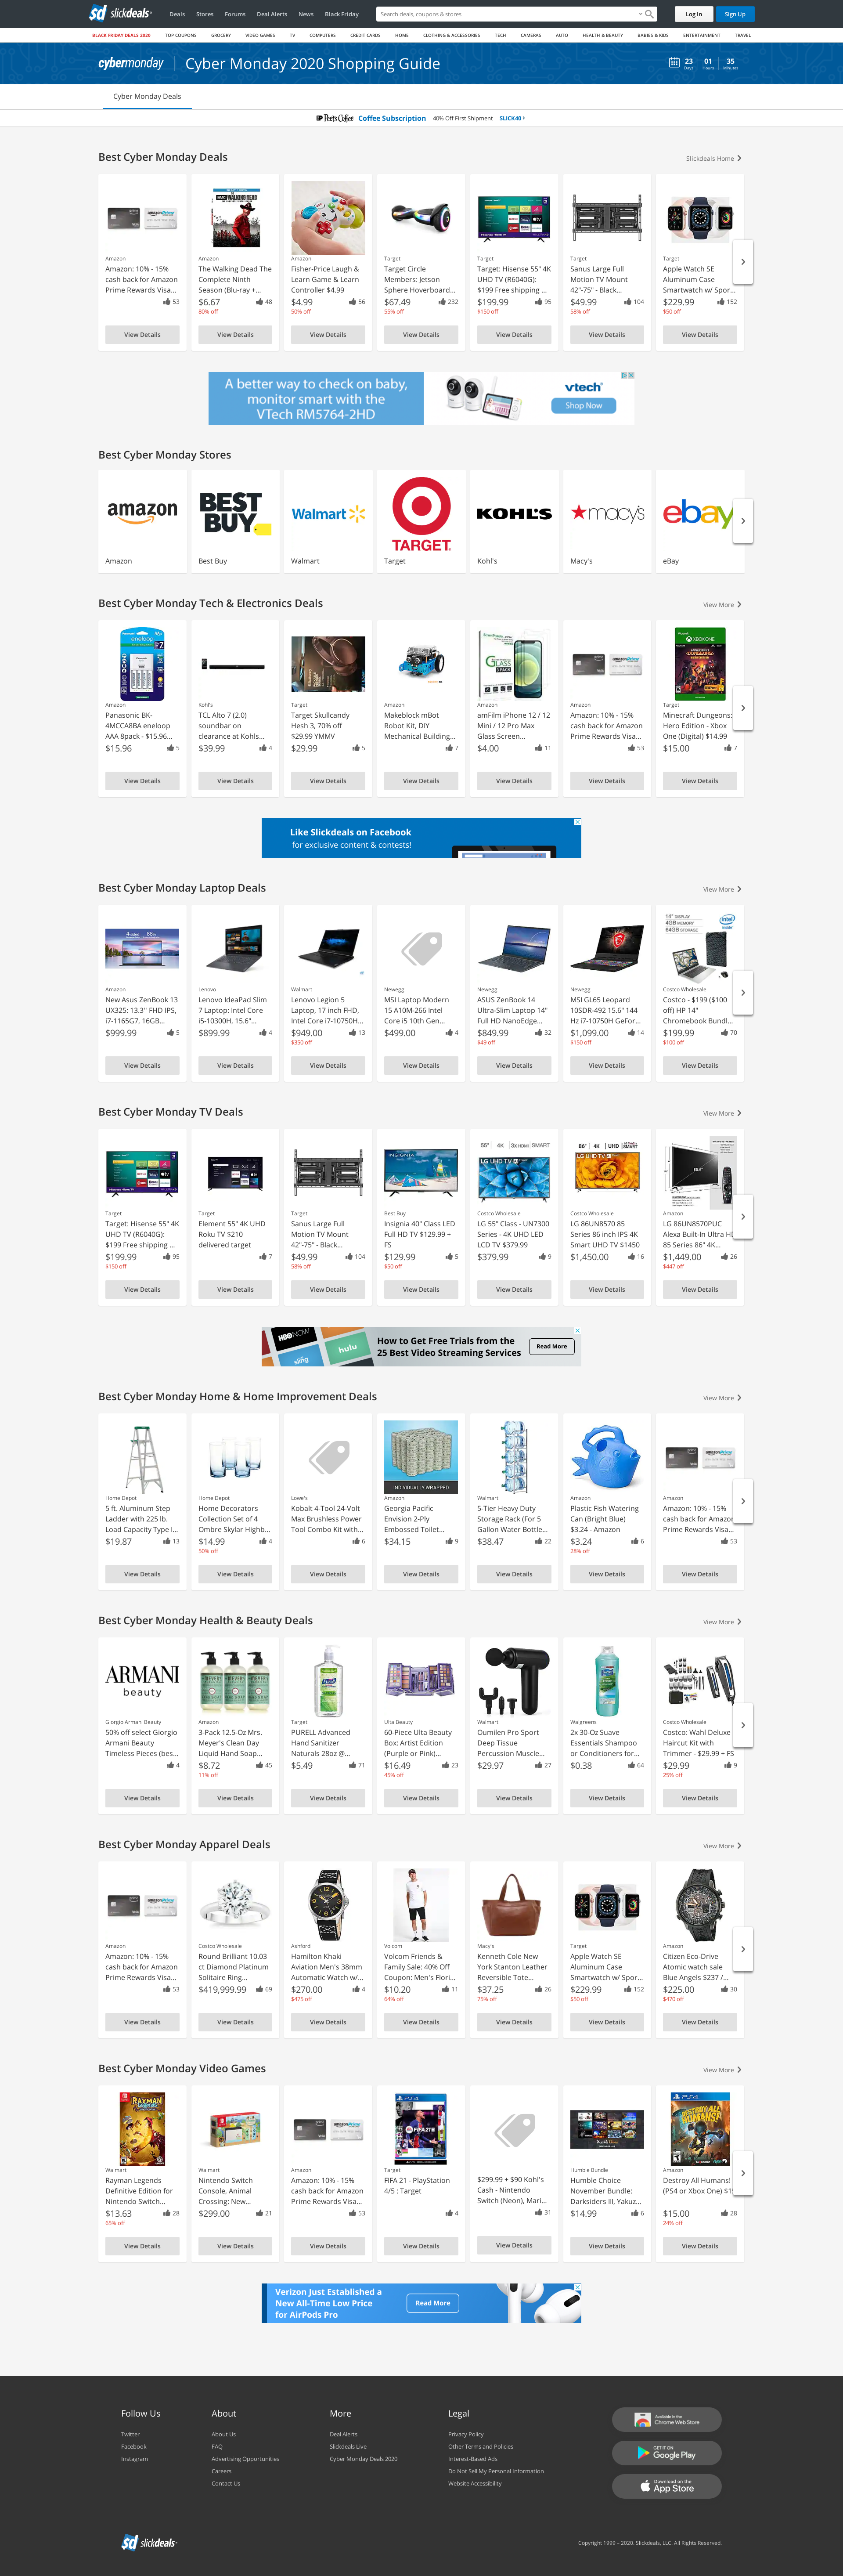 sd slickdeals
Deals
Stores
Forums
Deal Alerts
News
Black Friday
Search deals, coupons & stores
Log In
Sign Up
BLACK FRIDAY DEALS 2020
TOP COUPONS
GROCERY
VIDEO GAMES
TV
COMPUTERS
CREDIT CARDS
HOME
CLOTHING & ACCESSORIES
TECH
CAMERAS
AUTO
HEALTH & BEAUTY
BABIES & KIDS
ENTERTAINMENT
TRAVEL
cybermonday
Cyber Monday 2020 Shopping Guide
23
Days
01
Hours
35
Minutes
Cyber Monday Deals
Peet's Coffee
Coffee Subscription
40% Off First Shipment
SLICK40
Best Cyber Monday Deals
Slickdeals Home
Amazon
Amazon: 10% - 15%
cash back for Amazon
Prime Rewards Visa...
53
View Details
Amazon
The Walking Dead The
Complete Ninth
Season (Blu-ray +...
$6.67
48
80% off
View Details
Amazon
Fisher-Price Laugh &
Learn Game & Learn
Controller $4.99
$4.99
56
50% off
View Details
Target
Target Circle
Members: Jetson
Sphere Hoverboard...
$67.49
232
55% off
View Details
Target
Target: Hisense 55" 4K
UHD TV (R6040G):
$199 Free shipping ...
$199.99
95
$150 off
View Details
Target
Sanus Large Full
Motion TV Mount
42"-75" - Black...
$49.99
104
58% off
View Details
Target
Apple Watch SE
Aluminum Case
Smartwatch w/ Spor...
$229.99
152
$50 off
View Details
A better way to check on baby,
monitor smart with the
VTech RM5764-2HD
vtech
Shop Now
Best Cyber Monday Stores
amazon
Amazon
BEST
BUY
Best Buy
Walmart
Walmart
TARGET
Target
KOHL'S
Kohl's
macy's
Macy's
ebay
eBay
Best Cyber Monday Tech & Electronics Deals
View More
Amazon
Panasonic BK-
4MCCA8BA eneloop
AAA 8pack - $15.96...
$15.96
5
View Details
Kohl's
TCL Alto 7 (2.0)
soundbar on
clearance at Kohls...
$39.99
4
View Details
Target
Target Skullcandy
Hesh 3, 70% off
$29.99 YMMV
$29.99
5
View Details
Amazon
Makeblock mBot
Robot Kit, DIY
Mechanical Building...
7
View Details
Amazon
amFilm iPhone 12 / 12
Mini / 12 Pro Max
Glass Screen...
$4.00
11
View Details
Amazon
Amazon: 10% - 15%
cash back for Amazon
Prime Rewards Visa...
53
View Details
Target
Minecraft Dungeons:
Hero Edition - Xbox
One (Digital) $14.99
$15.00
7
View Details
Like Slickdeals on Facebook
for exclusive content & contests!
Best Cyber Monday Laptop Deals
View More
Amazon
New Asus ZenBook 13
UX325: 13.3'' FHD IPS,
i7-1165G7, 16GB...
$999.99
5
View Details
Lenovo
Lenovo IdeaPad Slim
7 Laptop: Intel Core
i5-10300H, 15.6"...
$899.99
4
View Details
Walmart
Lenovo Legion 5
Laptop, 17 inch FHD,
Intel Core i7-10750H...
$949.00
13
$350 off
View Details
Newegg
MSI Laptop Modern
15 A10M-266 Intel
Core i5 10th Gen...
$499.00
4
View Details
Newegg
ASUS ZenBook 14
Ultra-Slim Laptop 14"
Full HD NanoEdge...
$849.99
32
$49 off
View Details
Newegg
MSI GL65 Leopard
10SDR-492 15.6" 144
Hz i7-10750H GeFor...
$1,099.00
14
$150 off
View Details
14" DISPLAY
4GB MEMORY
64GB STORAGE
Costco Wholesale
Costco - $199 ($100
off) HP 14"
Chromebook Bundl...
$199.99
70
$100 off
View Details
Best Cyber Monday TV Deals
View More
Target
Target: Hisense 55" 4K
UHD TV (R6040G):
$199 Free shipping ...
$199.99
95
$150 off
View Details
Target
Element 55" 4K UHD
Roku TV $210
delivered target
7
View Details
Target
Sanus Large Full
Motion TV Mount
42"-75" - Black...
$49.99
104
58% off
View Details
INSIGNIA
Best Buy
Insignia 40" Class LED
Full HD TV $129.99 +
FS
$129.99
5
$50 off
View Details
LG UHD TV
Costco Wholesale
LG 55" Class - UN7300
Series - 4K UHD LED
LCD TV $379.99
$379.99
9
View Details
86" 4K UHD SMART
LG UHD TV
Costco Wholesale
LG 86UN8570 85
Series 86 inch IPS 4K
Smart UHD TV $1450
$1,450.00
16
View Details
Amazon
LG 86UN8570PUC
Alexa Built-In Ultra HD
85 Series 86" 4K...
$1,449.00
26
$447 off
View Details
HBO NOW
sling
hulu
How to Get Free Trials from the
25 Best Video Streaming Services
Read More
Best Cyber Monday Home & Home Improvement Deals
View More
Home Depot
5 ft. Aluminum Step
Ladder with 225 lb.
Load Capacity Type I...
$19.87
13
View Details
Home Depot
Home Decorators
Collection Set of 4
Ombre Skylar Highb...
$14.99
4
50% off
View Details
Lowe's
Kobalt 4-Tool 24-Volt
Max Brushless Power
Tool Combo Kit with...
6
View Details
INDIVIDUALLY WRAPPED
Amazon
Georgia Pacific
Envision 2-Ply
Embossed Toilet...
$34.15
9
View Details
Walmart
5-Tier Heavy Duty
Storage Rack (For 5
Gallon Water Bottle...
$38.47
22
View Details
Amazon
Plastic Fish Watering
Can (Bright Blue)
$3.24 - Amazon
$3.24
6
28% off
View Details
Amazon
Amazon: 10% - 15%
cash back for Amazon
Prime Rewards Visa...
53
View Details
Best Cyber Monday Health & Beauty Deals
View More
ARMANI
beauty
Giorgio Armani Beauty
50% off select Giorgio
Armani Beauty
Timeless Pieces (bes...
4
View Details
Amazon
3-Pack 12.5-Oz Mrs.
Meyer's Clean Day
Liquid Hand Soap...
$8.72
45
11% off
View Details
Target
PURELL Advanced
Hand Sanitizer
Naturals 28oz @...
$5.49
71
View Details
Ulta Beauty
60-Piece Ulta Beauty
Box: Artist Edition
(Purple or Pink)...
$16.49
23
45% off
View Details
Walmart
Oumilen Pro Sport
Deep Tissue
Percussion Muscle...
$29.97
27
View Details
Walgreens
2x 30-Oz Suave
Essentials Shampoo
or Conditioners for...
$0.38
64
View Details
Costco Wholesale
Costco: Wahl Deluxe
Haircut Kit with
Trimmer - $29.99 + FS
$29.99
9
25% off
View Details
Best Cyber Monday Apparel Deals
View More
Amazon
Amazon: 10% - 15%
cash back for Amazon
Prime Rewards Visa...
53
View Details
Costco Wholesale
Round Brilliant 10.03
ct Diamond Platinum
Solitaire Ring...
$419,999.99
69
View Details
Ashford
Hamilton Khaki
Aviation Men's 38mm
Automatic Watch w/...
$270.00
4
$475 off
View Details
Volcom
Volcom Friends &
Family Sale: 40% Off
Coupon: Men's Flori...
$10.20
11
64% off
View Details
Macy's
Kenneth Cole New
York Stanton Leather
Reversible Tote...
$37.25
26
75% off
View Details
Target
Apple Watch SE
Aluminum Case
Smartwatch w/ Spor...
$229.99
152
$50 off
View Details
Amazon
Citizen Eco-Drive
Atomic watch sale
Blue Angels $237 /...
$225.00
30
$470 off
View Details
Best Cyber Monday Video Games
View More
Walmart
Rayman Legends
Definitive Edition for
Nintendo Switch...
$13.63
28
65% off
View Details
Walmart
Nintendo Switch
Console, Animal
Crossing: New...
$299.00
21
View Details
Amazon
Amazon: 10% - 15%
cash back for Amazon
Prime Rewards Visa...
53
View Details
Target
FIFA 21 - PlayStation
4/5 : Target
4
View Details
$299.99 + $90 Kohl's
Cash - Nintendo
Switch (Neon), Mari...
31
View Details
Humble Bundle
Humble Choice
November Bundle:
Darksiders III, Yakuz...
$14.99
6
View Details
Amazon
Destroy All Humans!
(PS4 or Xbox One) $15
$15.00
28
24% off
View Details
Verizon Just Established a
New All-Time Low Price
for AirPods Pro
Read More
Follow Us
Twitter
Facebook
Instagram
About
About Us
FAQ
Advertising Opportunities
Careers
Contact Us
More
Deal Alerts
Slickdeals Live
Cyber Monday Deals 2020
Legal
Privacy Policy
Other Terms and Policies
Interest-Based Ads
Do Not Sell My Personal Information
Website Accessibility
Available in the
Chrome Web Store
GET IT ON
Google Play
Download on the
App Store
sd slickdeals
Copyright 1999 – 2020, Slickdeals, LLC. All Rights Reserved.